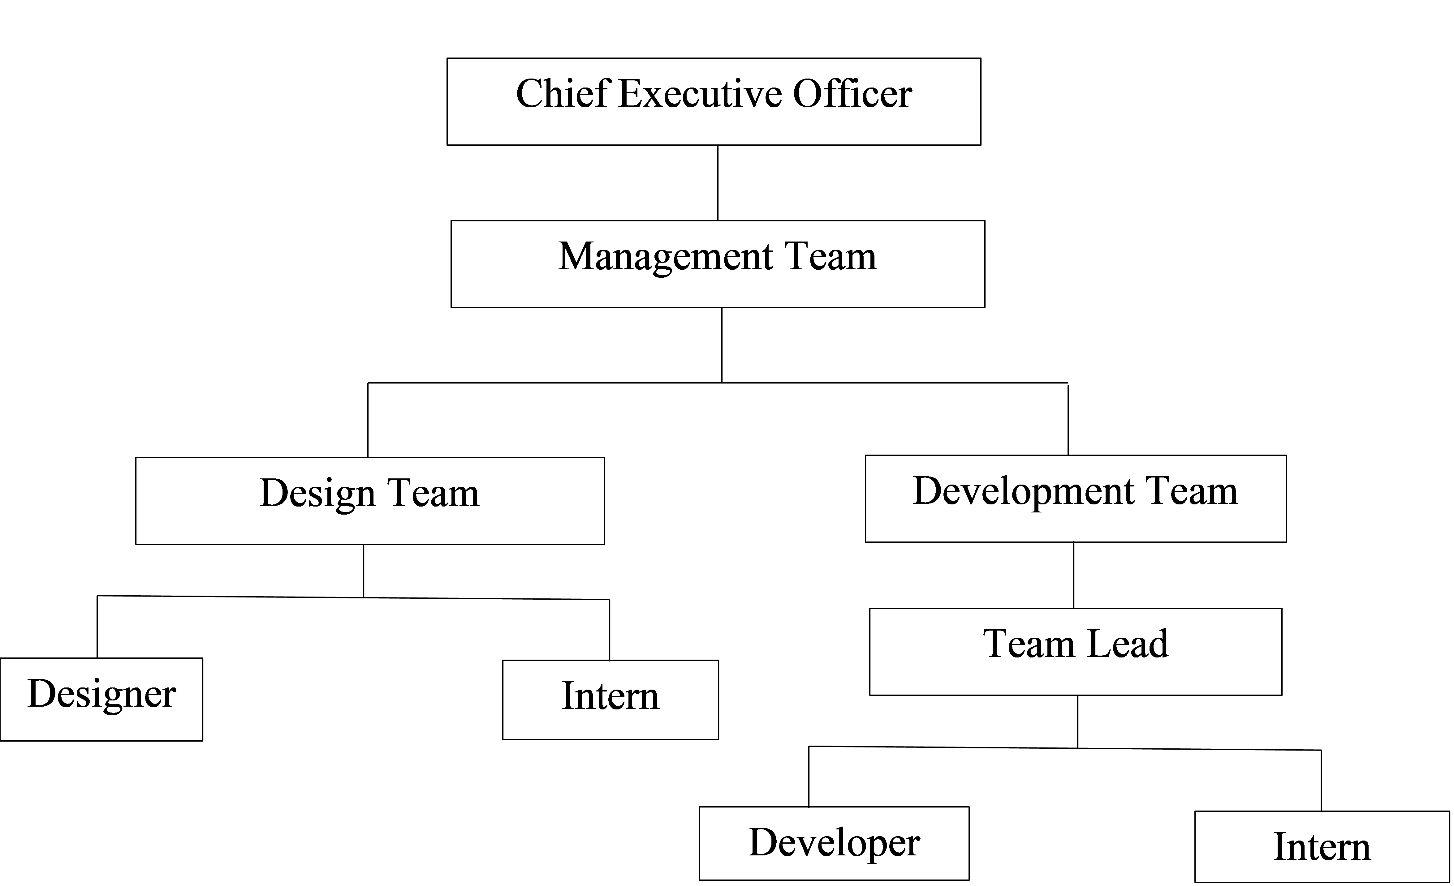 Chief Executive Officer
Management Team
Design Team
Development Team
Team Lead
Designer
Intern
Developer
Intern